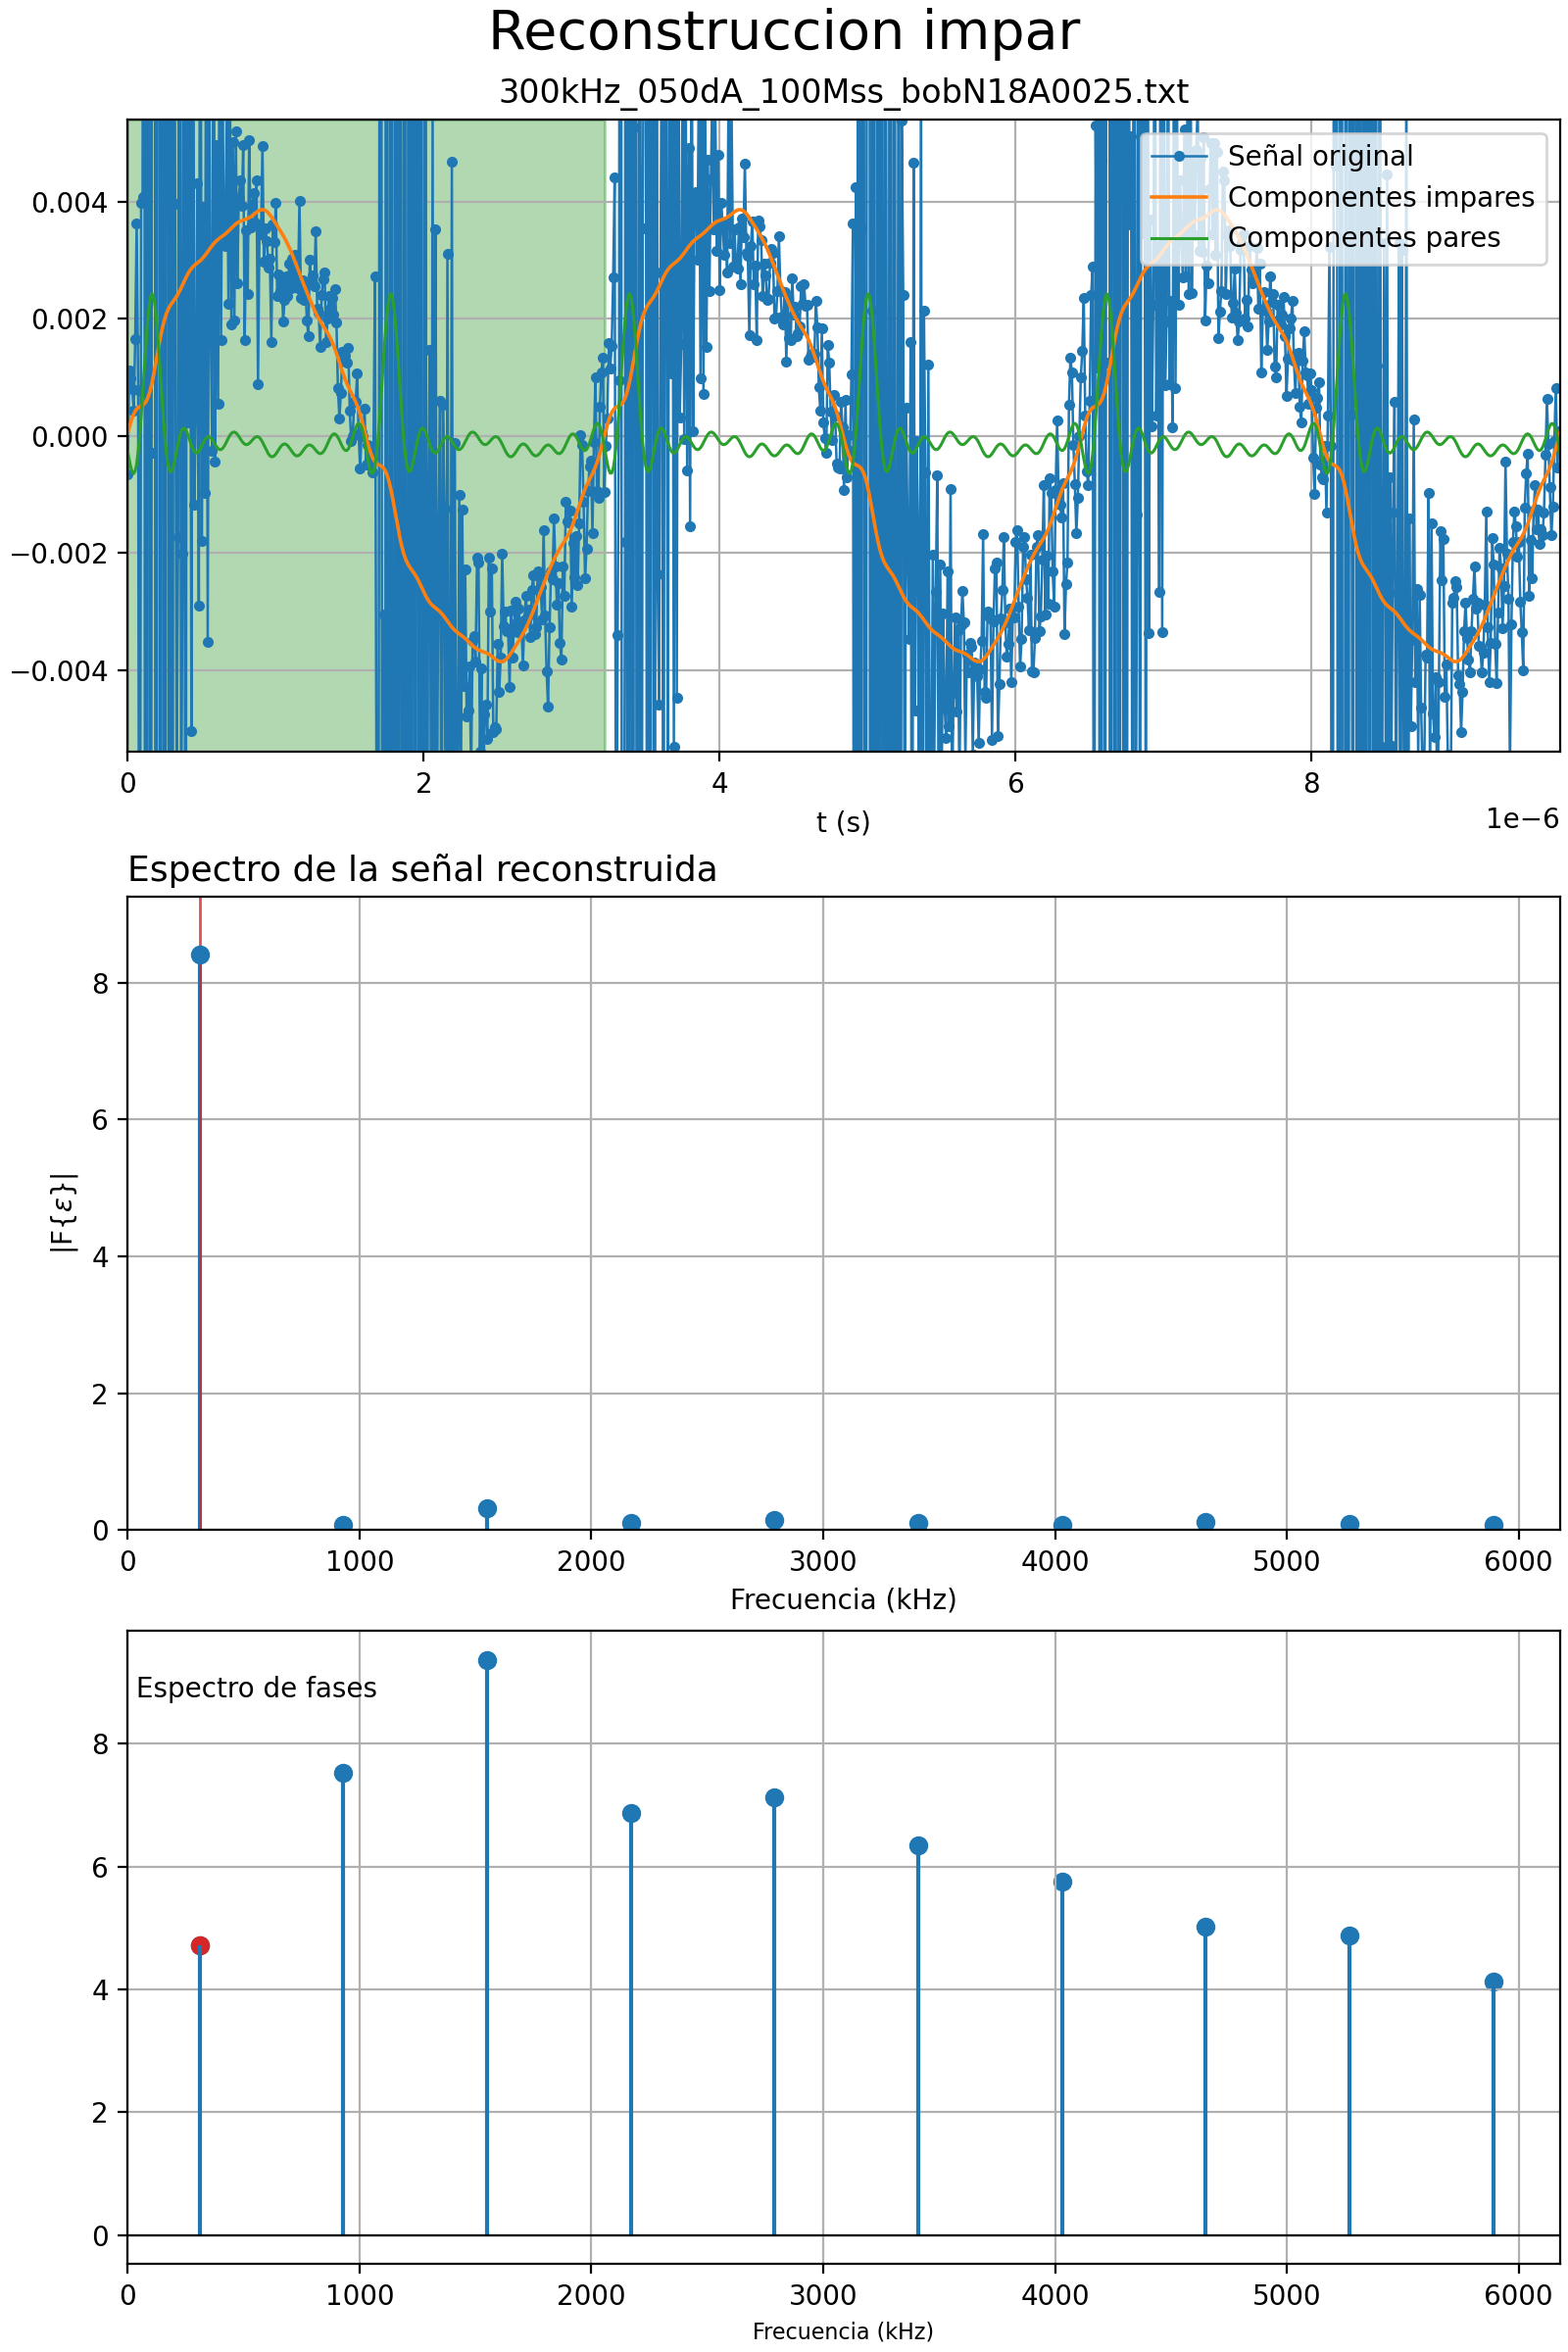 Reconstruccion impar
300kHz_050dA_100Mss_bobN18A0025.txt
Señal original
Componentes impares
Componentes pares
0.004
0.002
0.000
−0.002
−0.004
0 2 4 6 8
1e−6
t (s)
Espectro de la señal reconstruida
8
6
4
2
0
|F{ε}|
0 1000 2000 3000 4000 5000 6000
Frecuencia (kHz)
Espectro de fases
8
6
4
2
0
0 1000 2000 3000 4000 5000 6000
Frecuencia (kHz)